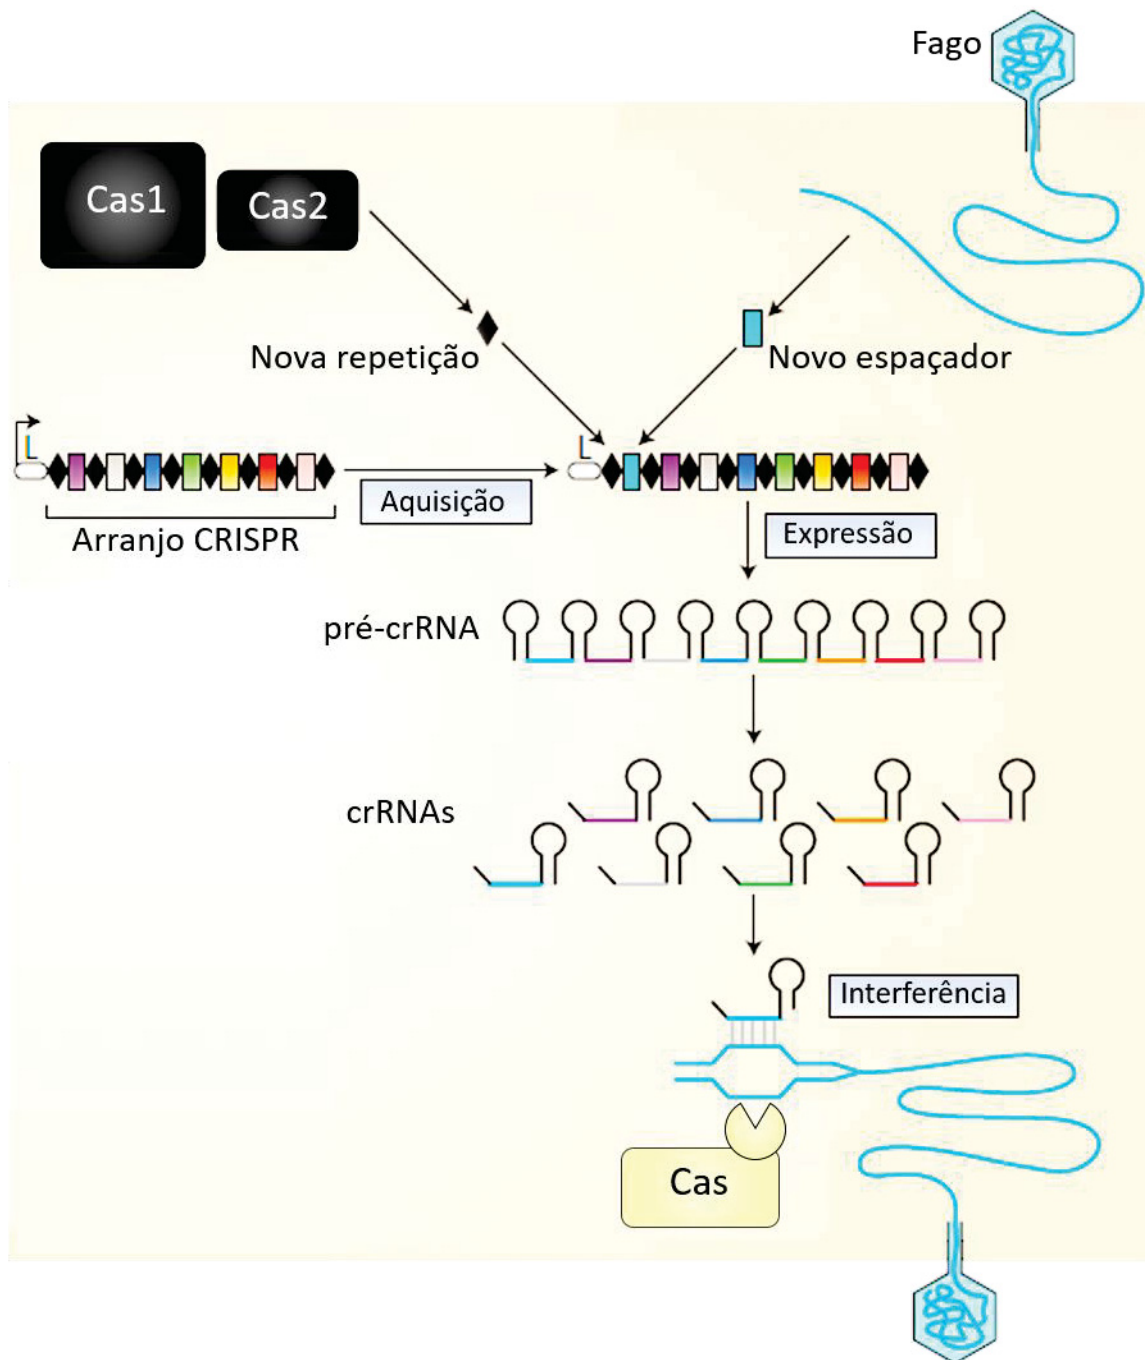 Fago
Cas1
Cas2
Nova repetição
Novo espaçador
L
L
Aquisição
Arranjo CRISPR
Expressão
pré-crRNA
crRNAs
Interferência
Cas